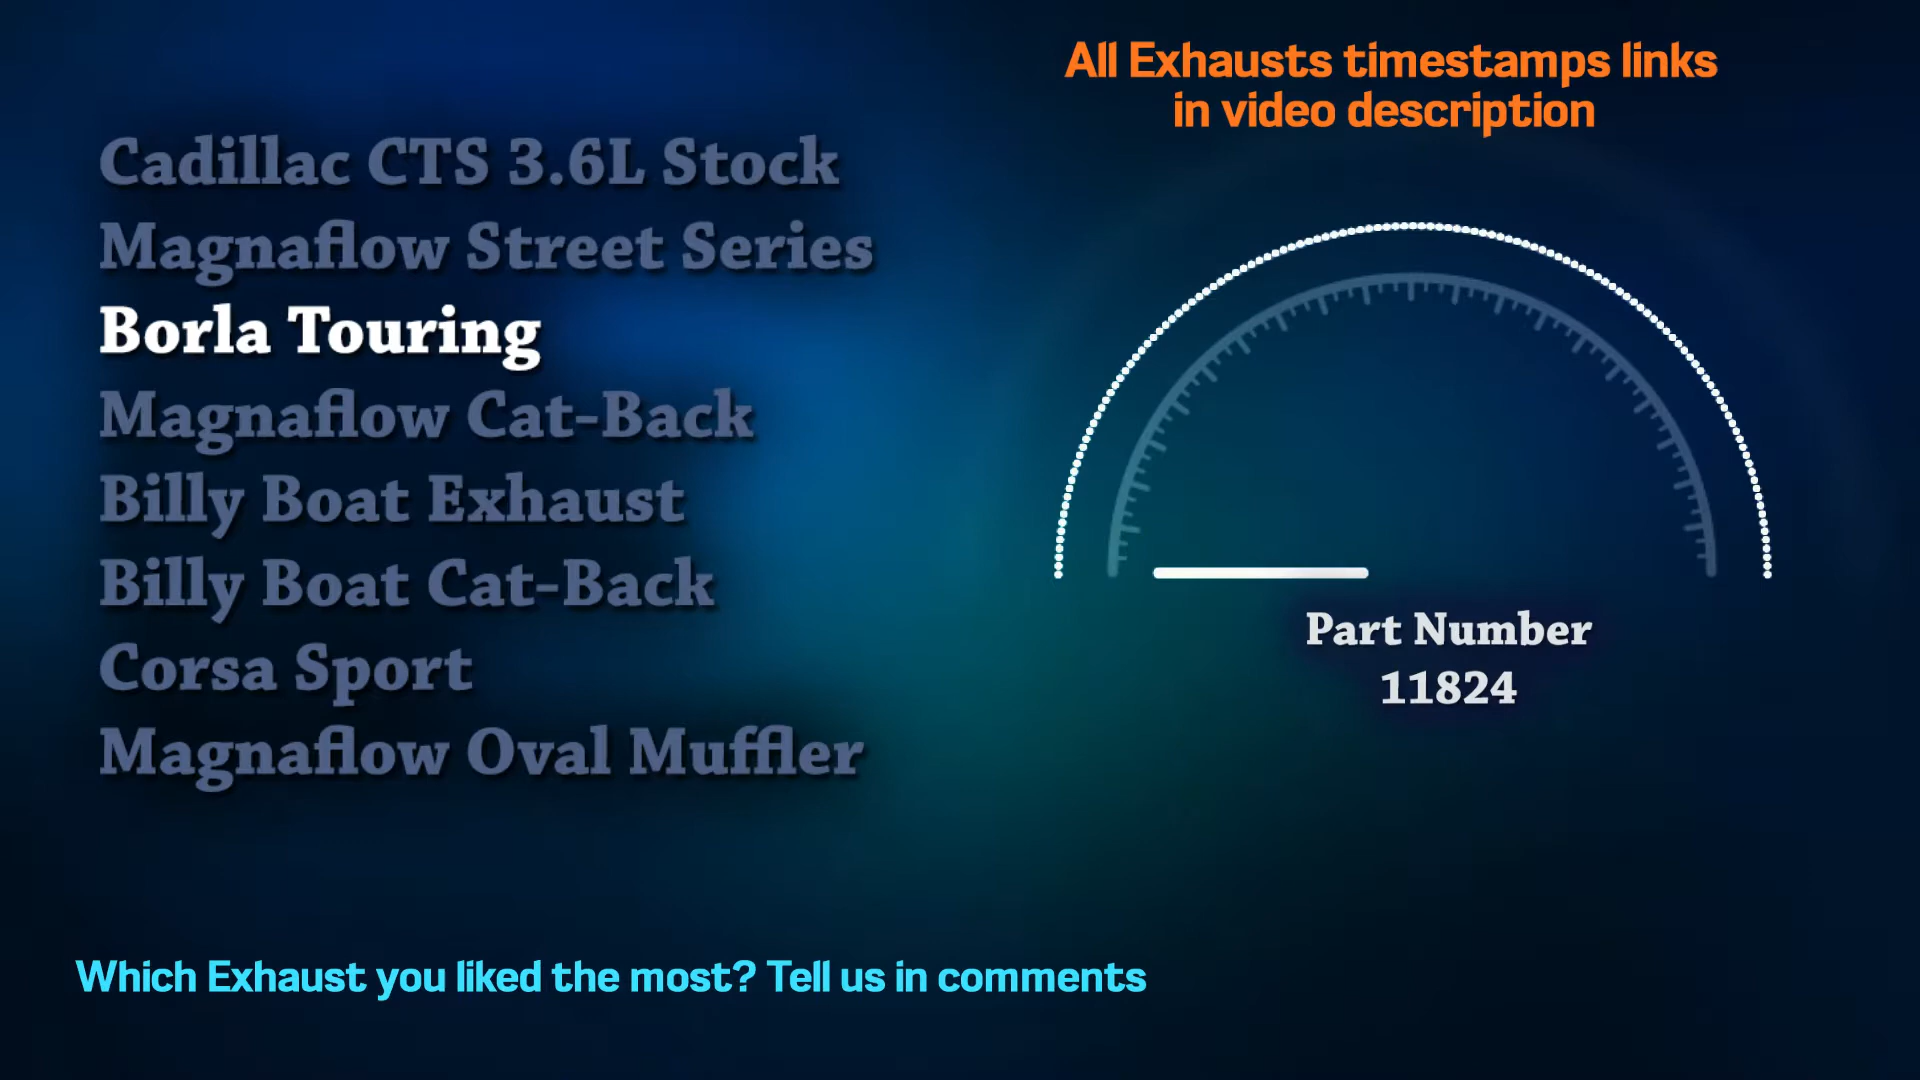 All Exhausts timestamps links
in video description
Cadillac CTS 3.6L Stock
Magnaflow Street Series
Borla Touring
Magnaflow Cat-Back
Billy Boat Exhaust
Billy Boat Cat-Back
Corsa Sport
Magnaflow Oval Muffler
Part Number
11824
Which Exhaust you liked the most? Tell us in comments